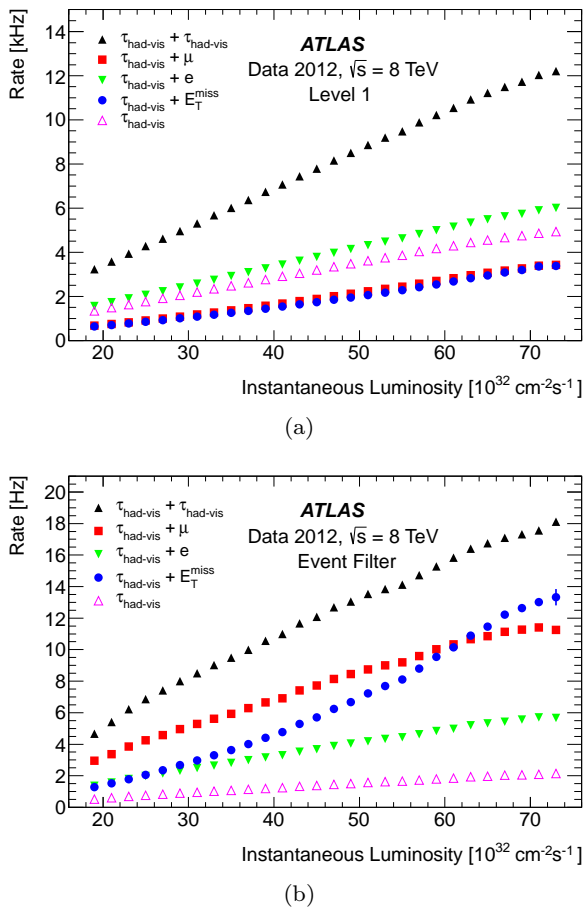 Rate [kHz]
14
12
10
8
6
4
2
0
τhad-vis + τhad-vis
τhad-vis + μ
τhad-vis + e
τhad-vis + E_T^miss
τhad-vis
ATLAS
Data 2012, √s = 8 TeV
Level 1
20 30 40 50 60 70
Instantaneous Luminosity [10³² cm⁻²s⁻¹]
(a)
Rate [Hz]
20
18
16
14
12
10
8
6
4
2
0
τhad-vis + τhad-vis
τhad-vis + μ
τhad-vis + e
τhad-vis + E_T^miss
τhad-vis
ATLAS
Data 2012, √s = 8 TeV
Event Filter
20 30 40 50 60 70
Instantaneous Luminosity [10³² cm⁻²s⁻¹]
(b)